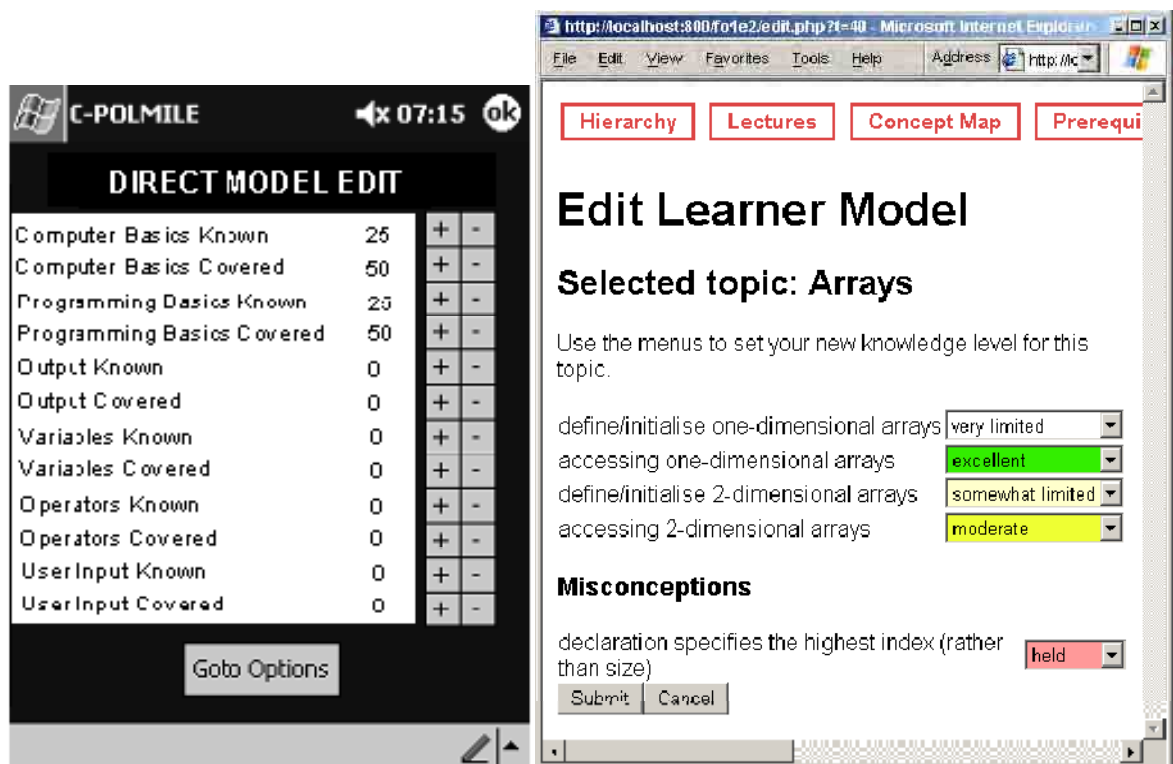 C-POLMILE 07:15 ok
DIRECT MODEL EDIT
Computer Basics Known 25 + -
Computer Basics Covered 50 + -
Programming Basics Known 25 + -
Programming Basics Covered 50 + -
Output Known 0 + -
Output Covered 0 + -
Variables Known 0 + -
Variables Covered 0 + -
Operators Known 0 + -
Operators Covered 0 + -
User Input Known 0 + -
User Input Covered 0 + -
Goto Options
http://localhost:800/fo4e2/edit.php?t=40 - Microsoft Internet Explorer
File Edit View Favorites Tools Help Address http://lc
Hierarchy Lectures Concept Map Prerequi
Edit Learner Model
Selected topic: Arrays
Use the menus to set your new knowledge level for this
topic.
define/initialise one-dimensional arrays very limited
accessing one-dimensional arrays excellent
define/initialise 2-dimensional arrays somewhat limited
accessing 2-dimensional arrays moderate
Misconceptions
declaration specifies the highest index (rather
than size) held
Submit Cancel